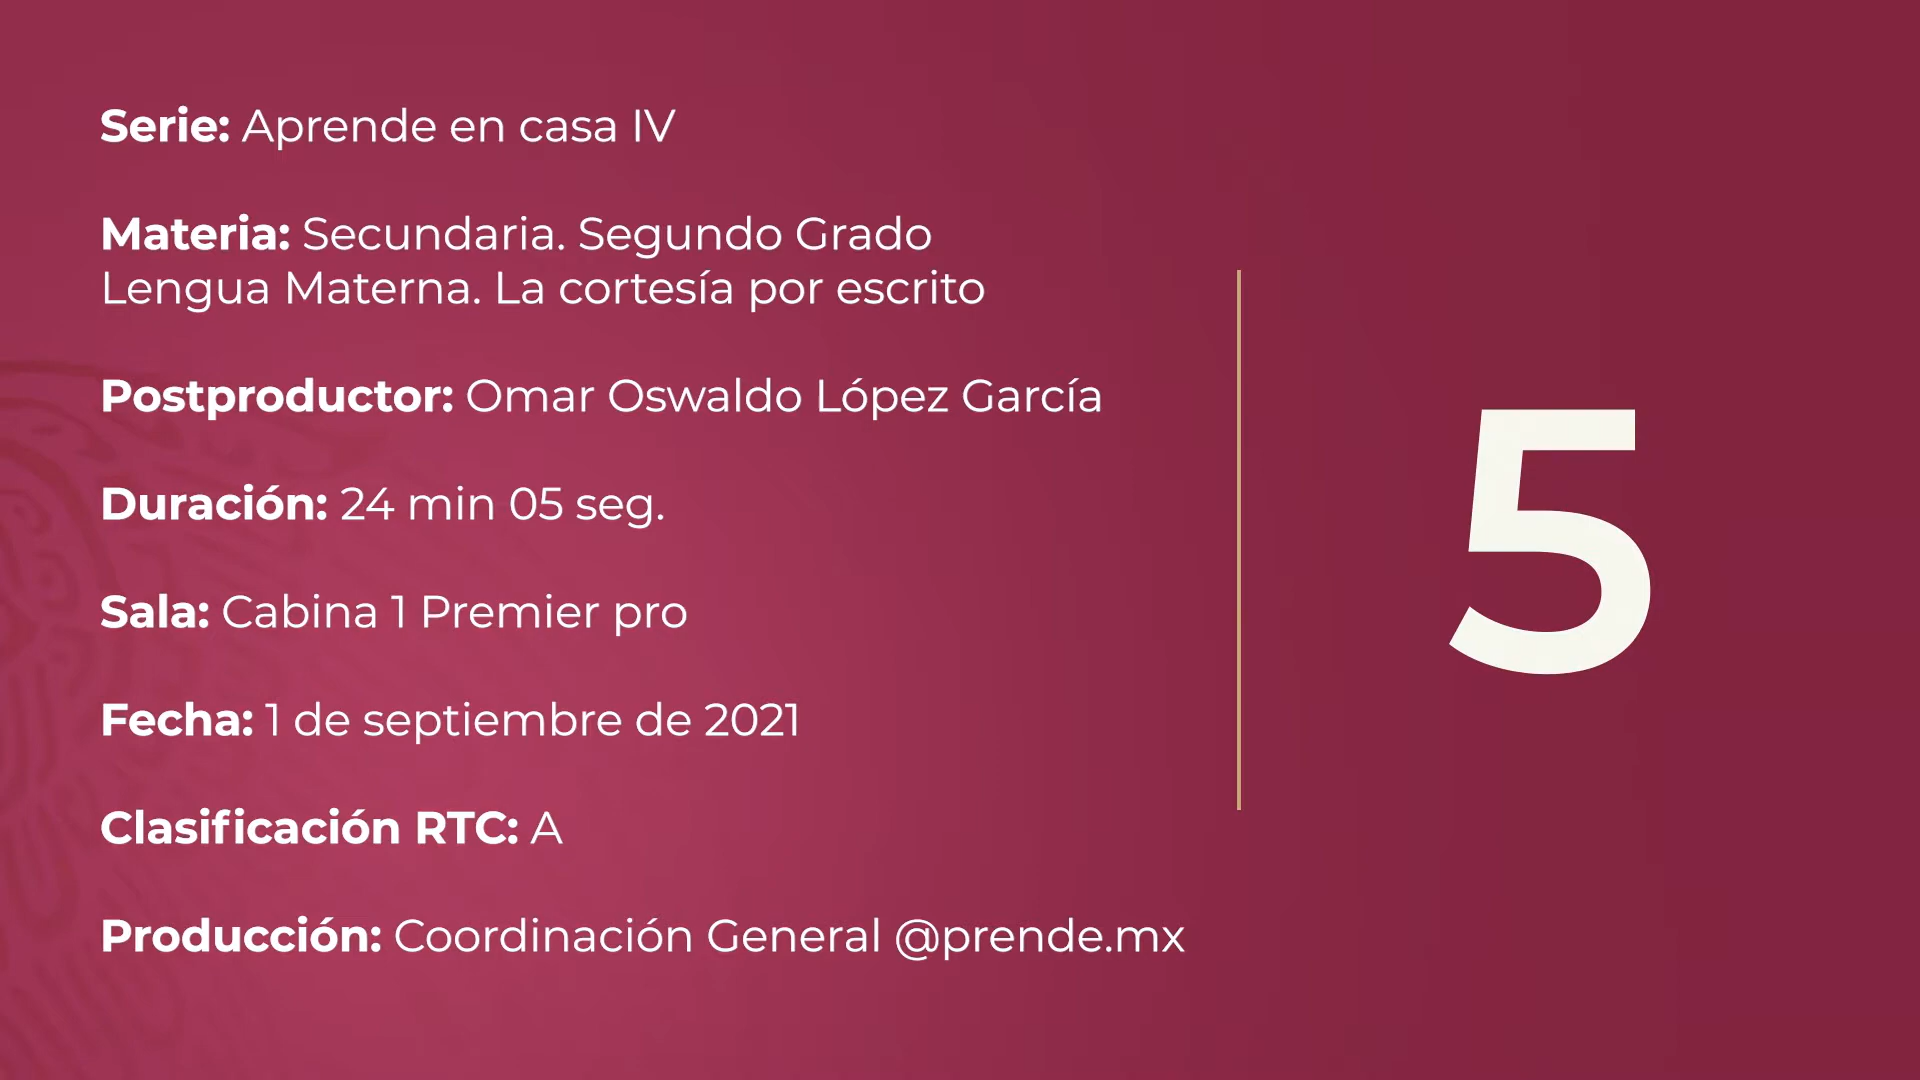 Serie: Aprende en casa IV
Materia: Secundaria. Segundo Grado
Lengua Materna. La cortesía por escrito
Postproductor: Omar Oswaldo López García
Duración: 24 min 05 seg.
Sala: Cabina 1 Premier pro
Fecha: 1 de septiembre de 2021
Clasificación RTC: A
Producción: Coordinación General @prende.mx
5